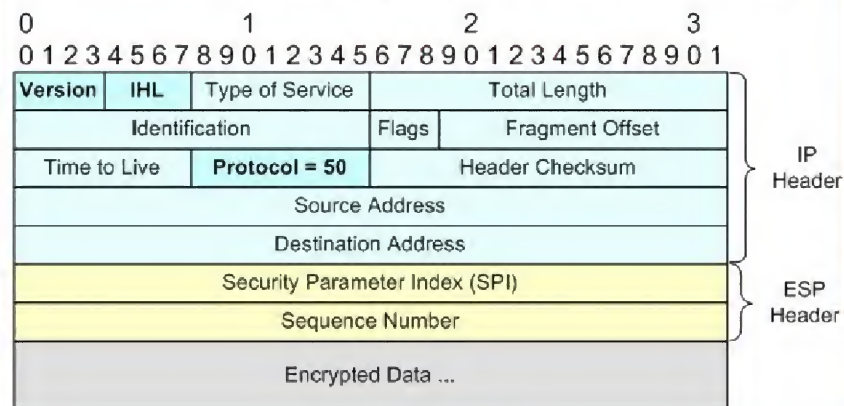 0 1 2 3
0 1 2 3 4 5 6 7 8 9 0 1 2 3 4 5 6 7 8 9 0 1 2 3 4 5 6 7 8 9 0 1
Version IHL Type of Service Total Length
Identification Flags Fragment Offset
Time to Live Protocol = 50 Header Checksum
Source Address
Destination Address
IP
Header
Security Parameter Index (SPI)
Sequence Number
ESP
Header
Encrypted Data ...